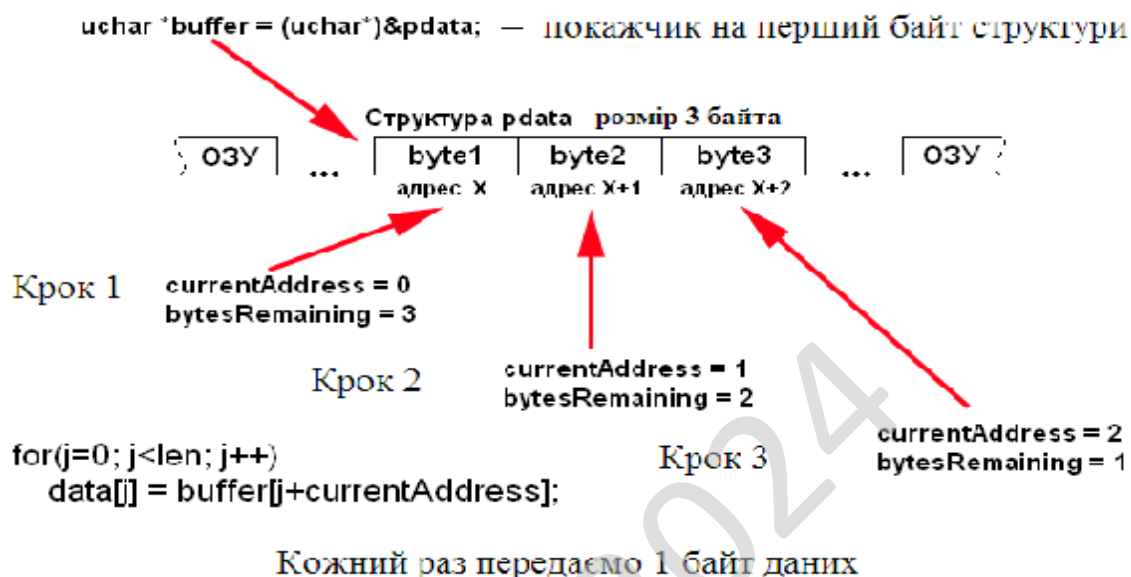 uchar *buffer = (uchar*)&pdata; — покажчик на перший байт структури
Структура pdata розмір 3 байта
ОЗУ ... byte1 byte2 byte3 ... ОЗУ
адрес X адрес X+1 адрес X+2
Крок 1 currentAddress = 0
bytesRemaining = 3
Крок 2 currentAddress = 1
bytesRemaining = 2
Крок 3 currentAddress = 2
bytesRemaining = 1
for(j=0; j<len; j++)
data[j] = buffer[j+currentAddress];
Кожний раз передаємо 1 байт даних
2024